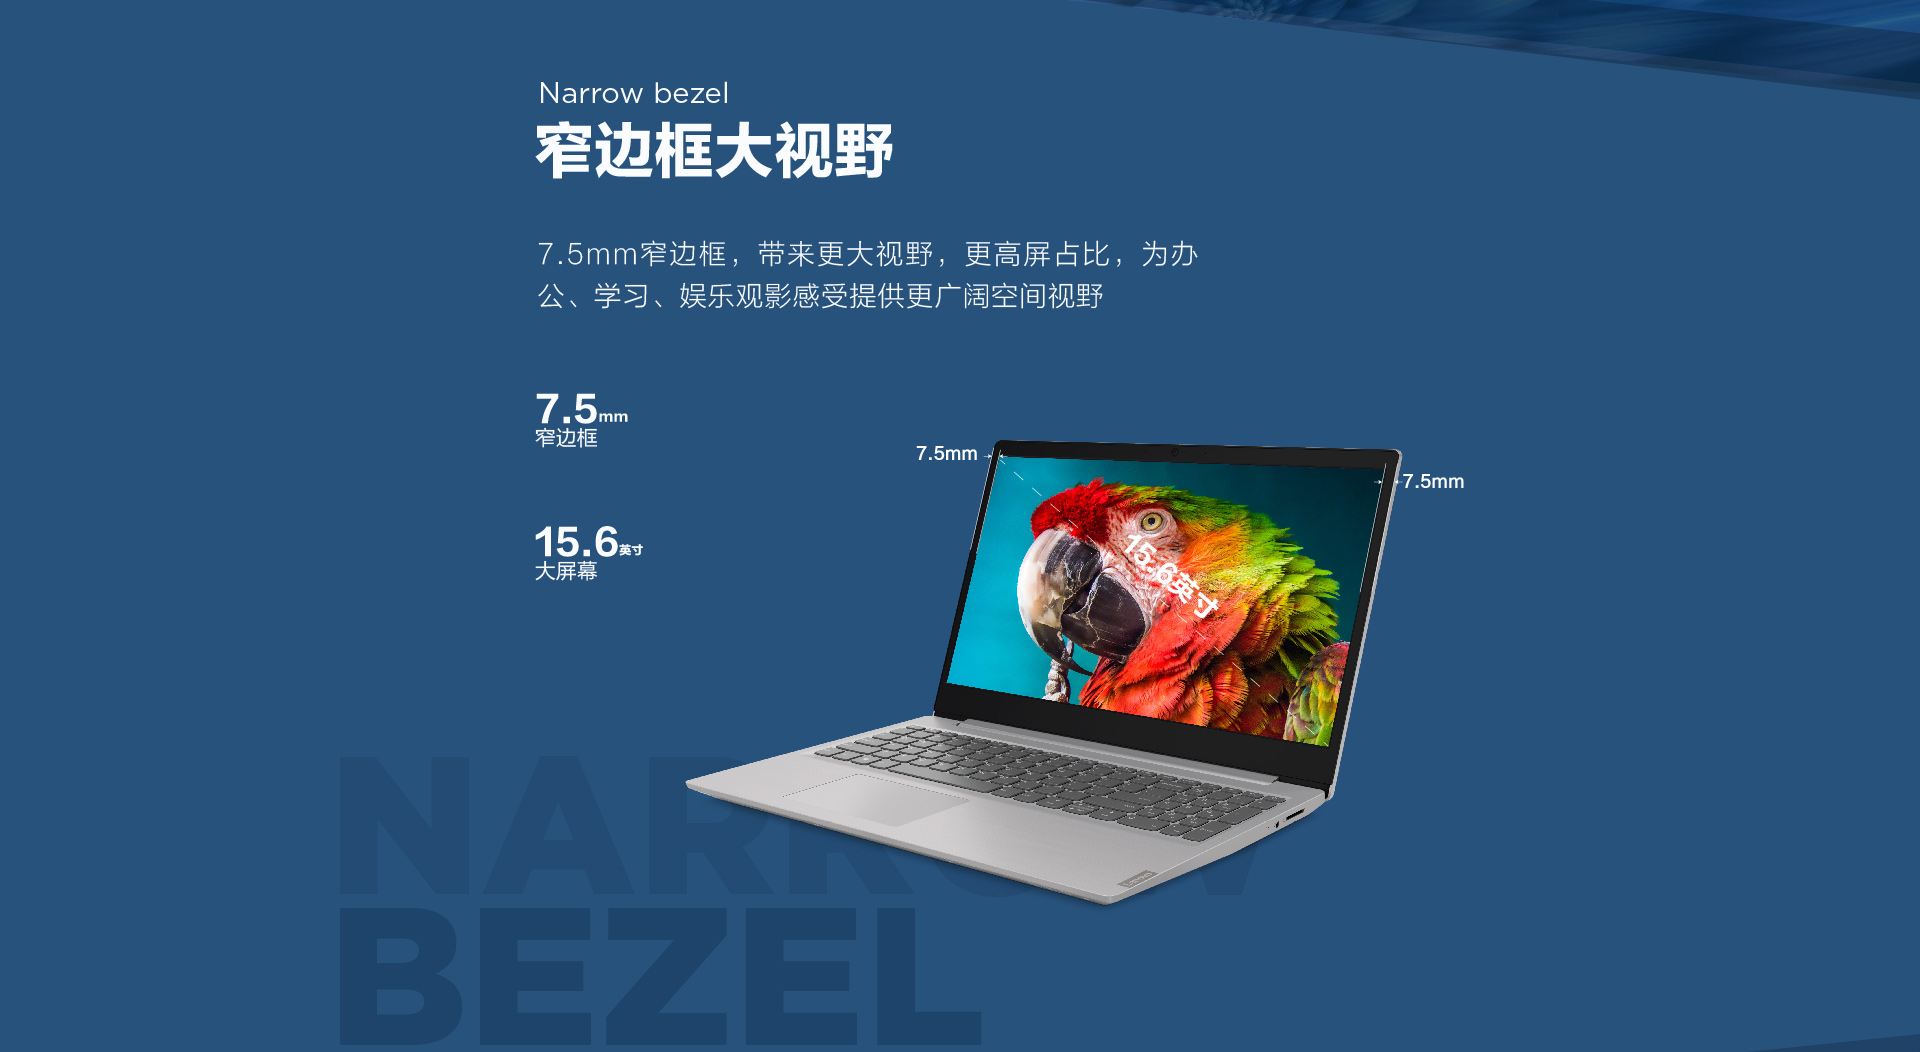 Narrow bezel
窄边框大视野
7.5mm窄边框，带来更大视野，更高屏占比，为办
公、学习、娱乐观影感受提供更广阔空间视野
7.5mm
窄边框
15.6英寸
大屏幕
7.5mm
7.5mm
15.6英寸
Lenovo
NARROW
BEZEL